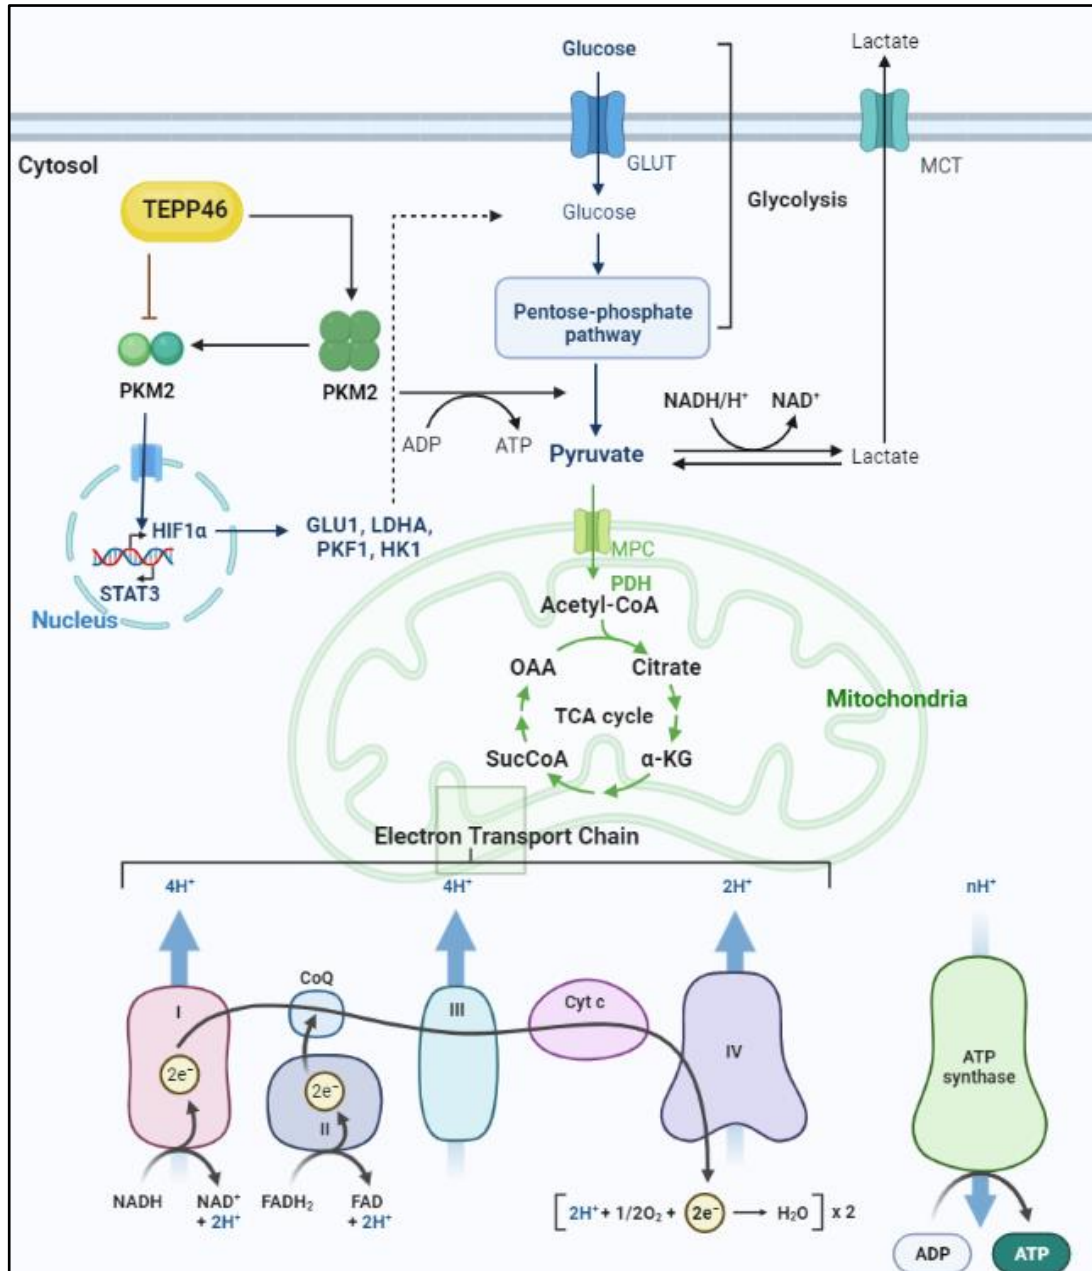 Glucose
Lactate
GLUT
MCT
Cytosol
Glycolysis
TEPP46
Glucose
Pentose-phosphate
pathway
PKM2
PKM2
NADH/H⁺
NAD⁺
ADP
ATP
Pyruvate
Lactate
HIF1α
GLU1, LDHA,
PKF1, HK1
STAT3
Nucleus
MPC
PDH
Acetyl-CoA
OAA
Citrate
TCA cycle
Mitochondria
SucCoA
α-KG
Electron Transport Chain
4H⁺
4H⁺
2H⁺
nH⁺
CoQ
I
III
Cyt c
IV
ATP
synthase
2e⁻
2e⁻
II
NADH
NAD⁺
+ 2H⁺
FADH₂
FAD
+ 2H⁺
[2H⁺ + 1/2O₂ + 2e⁻ → H₂O] x 2
ADP
ATP